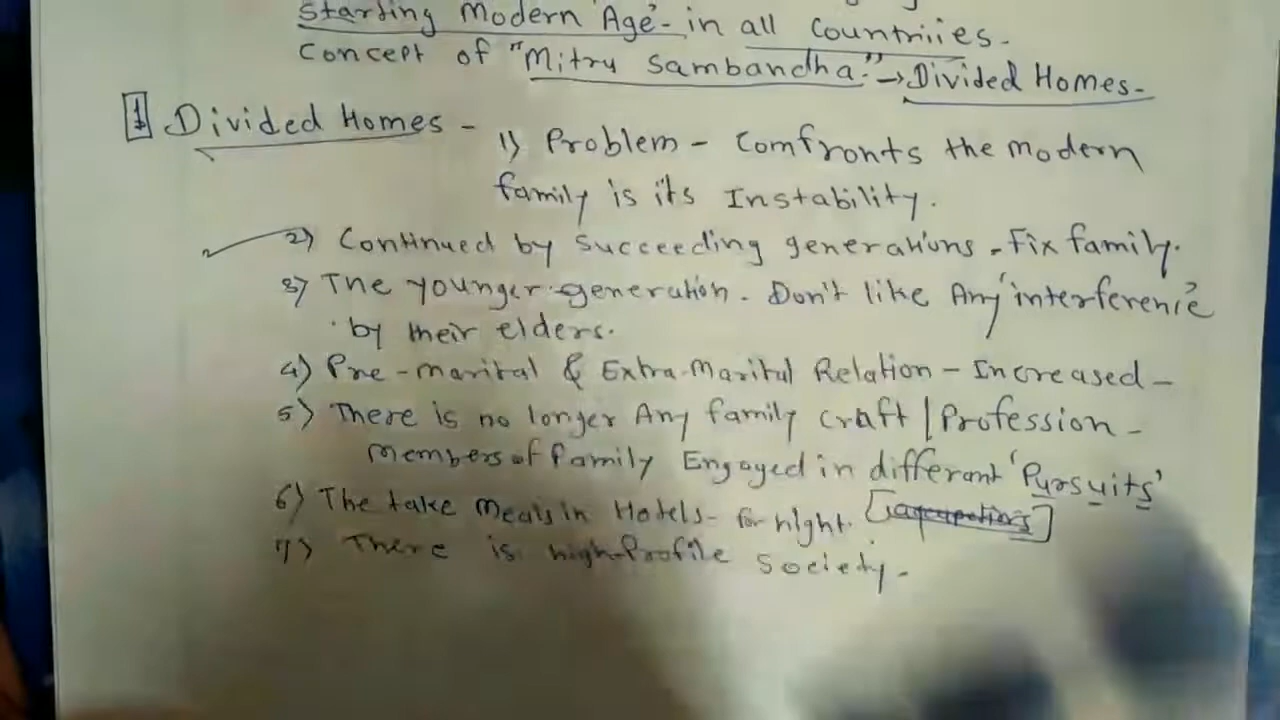 Starting Modern Age - in all Countriies -
Concept of "Mitru Sambandha." → Divided Homes -
1 Divided Homes -
1) Problem - Comfronts the modern
family is its Instability.
2) Continued by succeeding generations - Fix family.
3) The younger generation. Don't like Any interference
by their elders.
4) Pre-marital & Extra-Marital Relation - Increased -
5) There is no longer Any family craft | Profession -
Members of family Engaged in different 'Pursuits'
6) The take Meals in Hotels - for night. [ ]
7) There is high-Profile society -